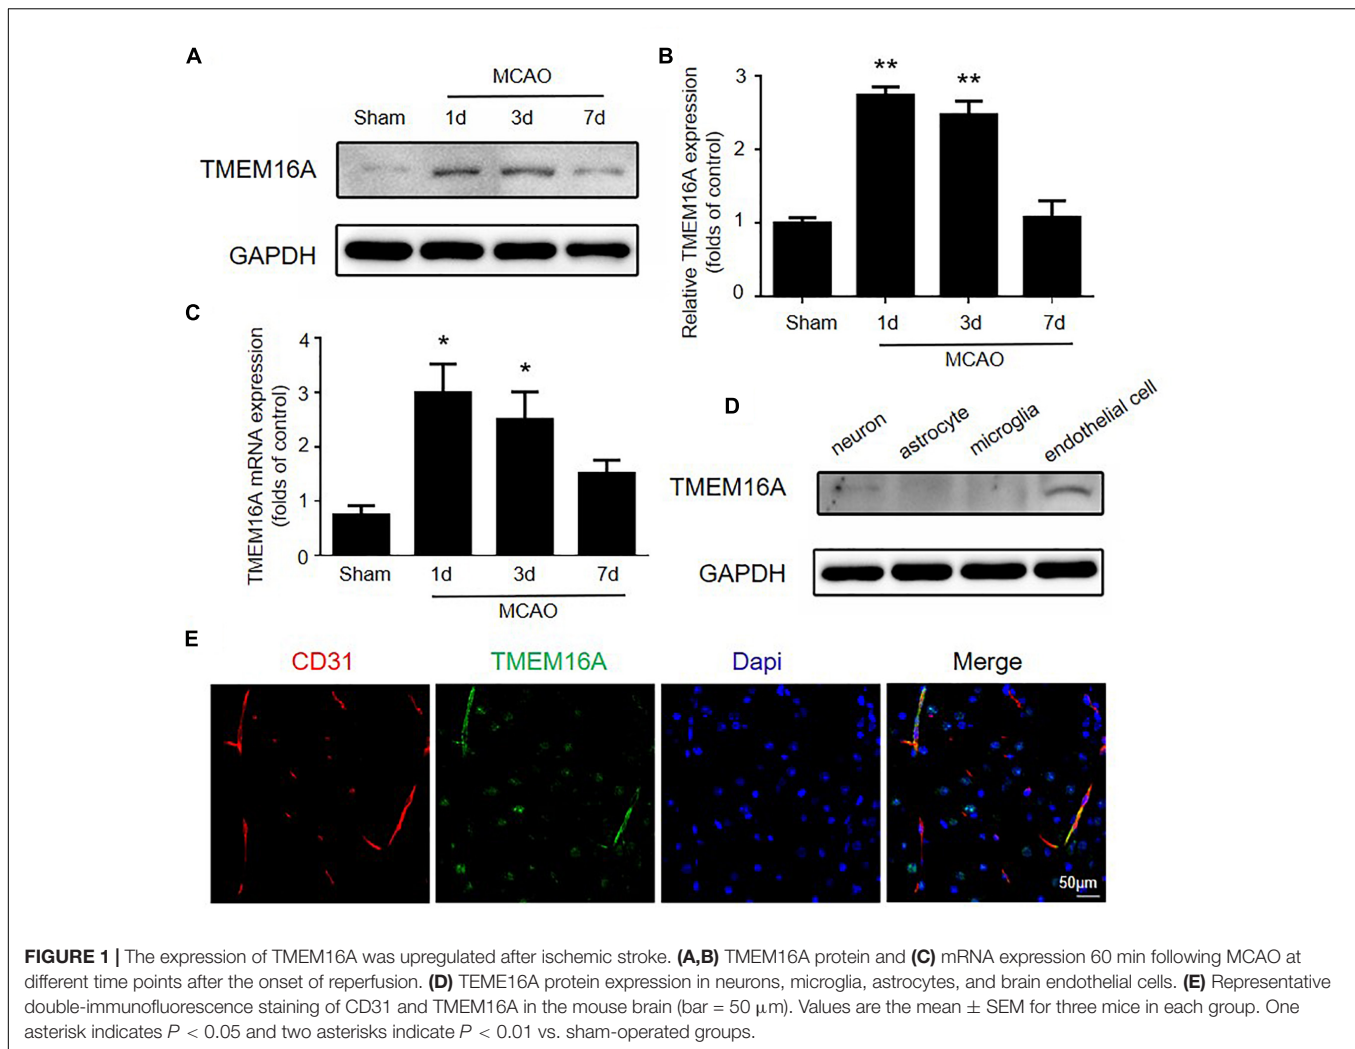 A
MCAO
Sham 1d 3d 7d
TMEM16A
GAPDH
B
Relative TMEM16A expression
(folds of control)
3
2
1
0
** **
Sham 1d 3d 7d
MCAO
C
TMEM16A mRNA expression
(folds of control)
4
3
2
1
0
* *
Sham 1d 3d 7d
MCAO
D
neuron astrocyte microglia endothelial cell
TMEM16A
GAPDH
E
CD31 TMEM16A Dapi Merge
50μm
FIGURE 1 | The expression of TMEM16A was upregulated after ischemic stroke. (A,B) TMEM16A protein and (C) mRNA expression 60 min following MCAO at
different time points after the onset of reperfusion. (D) TEME16A protein expression in neurons, microglia, astrocytes, and brain endothelial cells. (E) Representative
double-immunofluorescence staining of CD31 and TMEM16A in the mouse brain (bar = 50 μm). Values are the mean ± SEM for three mice in each group. One
asterisk indicates P < 0.05 and two asterisks indicate P < 0.01 vs. sham-operated groups.